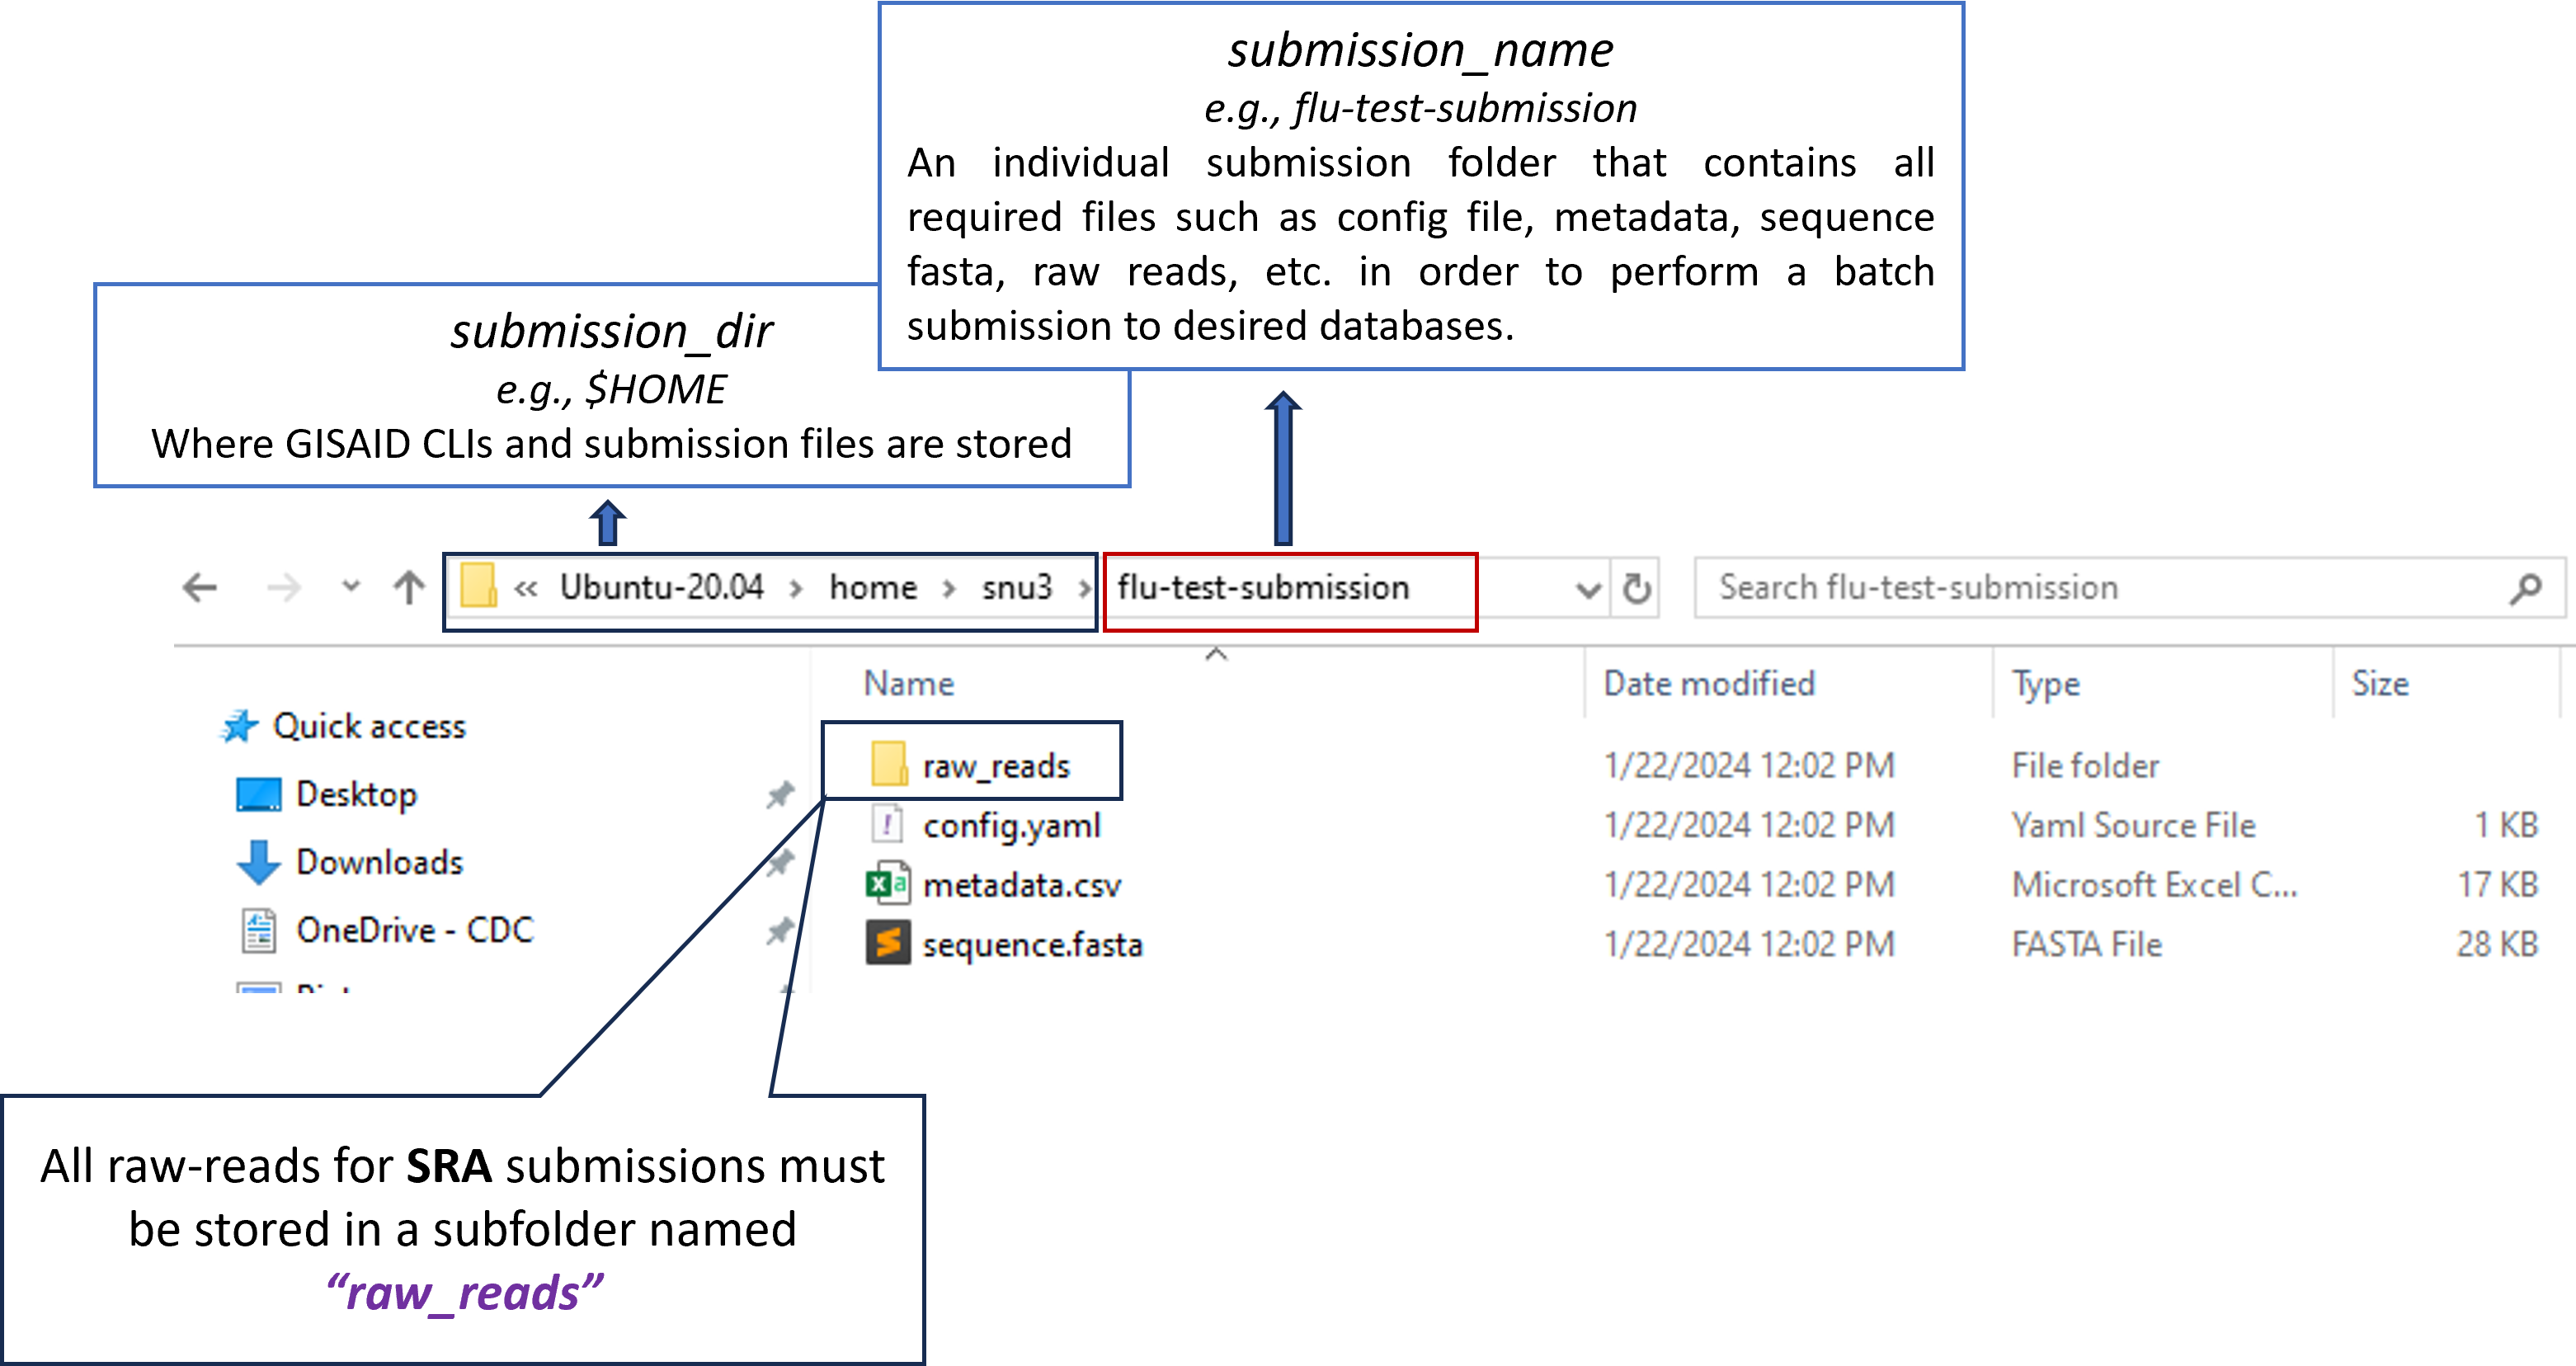 submission_name
e.g., flu-test-submission
An individual submission folder that contains all
required files such as config file, metadata, sequence
fasta, raw reads, etc. in order to perform a batch
submission to desired databases.
submission_dir
e.g., $HOME
Where GISAID CLIs and submission files are stored
« Ubuntu-20.04 › home › snu3 › flu-test-submission
Search flu-test-submission
Name Date modified Type Size
Quick access
Desktop
Downloads
OneDrive - CDC
raw_reads 1/22/2024 12:02 PM File folder
config.yaml 1/22/2024 12:02 PM Yaml Source File 1 KB
metadata.csv 1/22/2024 12:02 PM Microsoft Excel C... 17 KB
sequence.fasta 1/22/2024 12:02 PM FASTA File 28 KB
All raw-reads for SRA submissions must
be stored in a subfolder named
“raw_reads”